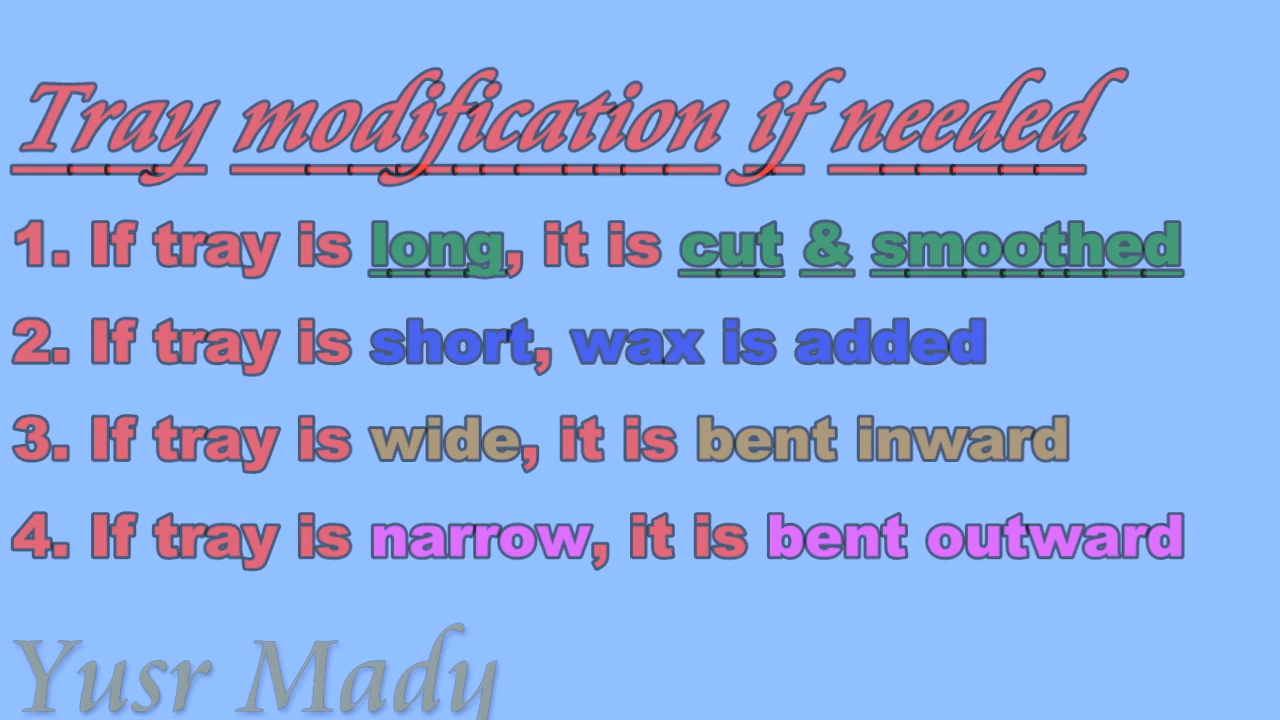 Tray modification if needed
1. If tray is long, it is cut & smoothed
2. If tray is short, wax is added
3. If tray is wide, it is bent inward
4. If tray is narrow, it is bent outward
Yusr Mady